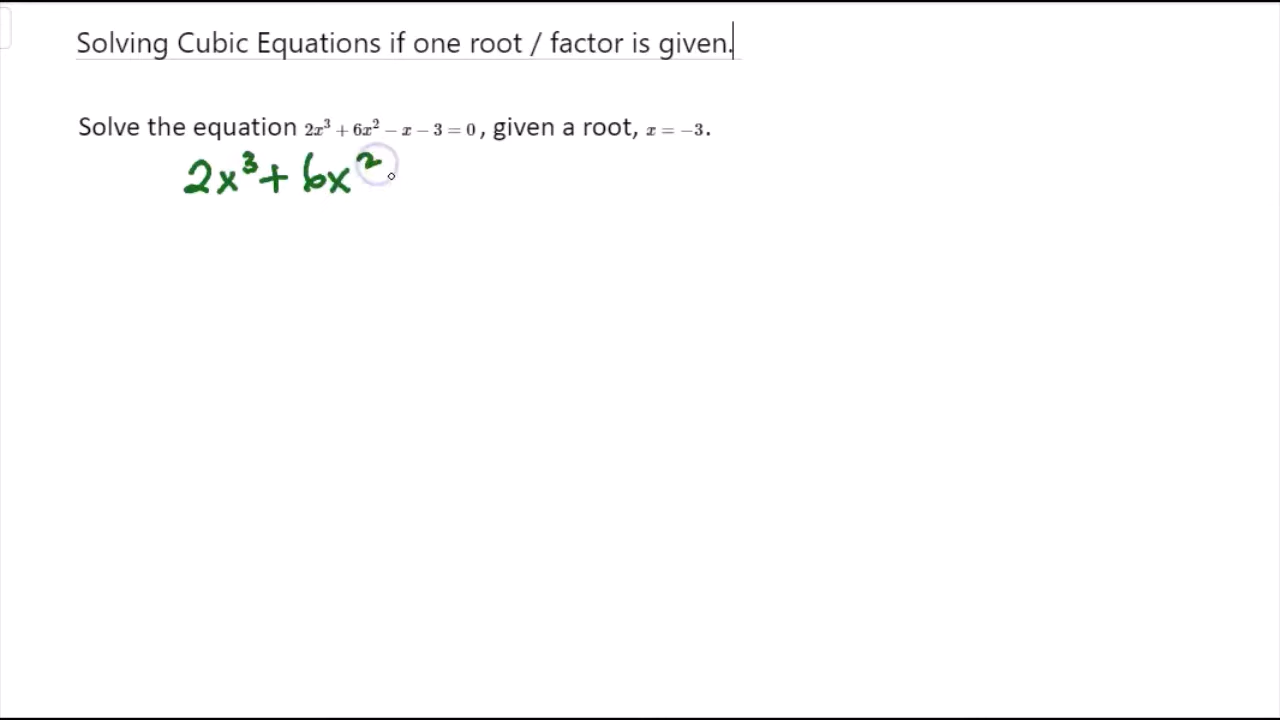 Solving Cubic Equations if one root / factor is given.
Solve the equation 2x³ + 6x² − x − 3 = 0, given a root, x = −3.
2x³ + 6x²